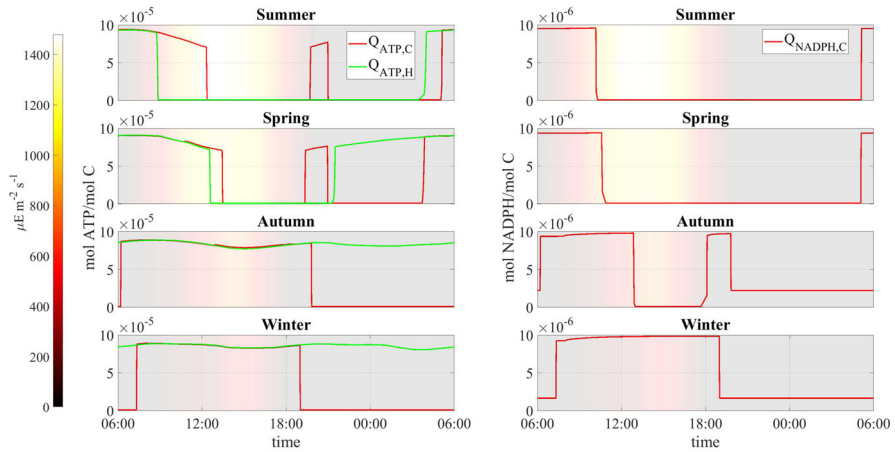 Summer
×10^-5
10
5
0
Q_ATP,C
Q_ATP,H
Spring
×10^-5
10
5
0
Autumn
×10^-5
10
5
0
Winter
×10^-5
10
5
0
06:00 12:00 18:00 00:00 06:00
time
mol ATP/mol C
1400
1200
1000
800
600
400
200
0
μE m^-2 s^-1
Summer
×10^-6
10
5
0
Q_NADPH,C
Spring
×10^-6
10
5
0
Autumn
×10^-6
10
5
0
Winter
×10^-6
10
5
0
06:00 12:00 18:00 00:00 06:00
time
mol NADPH/mol C